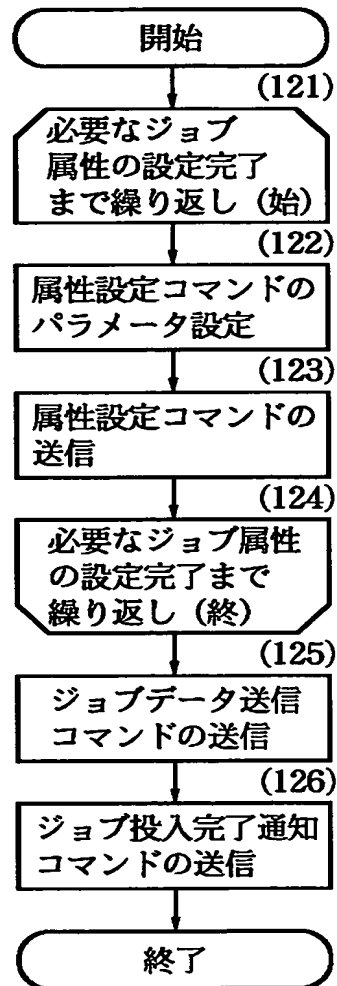 開始
(121)
必要なジョブ
属性の設定完了
まで繰り返し（始）
(122)
属性設定コマンドの
パラメータ設定
(123)
属性設定コマンドの
送信
(124)
必要なジョブ属性
の設定完了まで
繰り返し（終）
(125)
ジョブデータ送信
コマンドの送信
(126)
ジョブ投入完了通知
コマンドの送信
終了